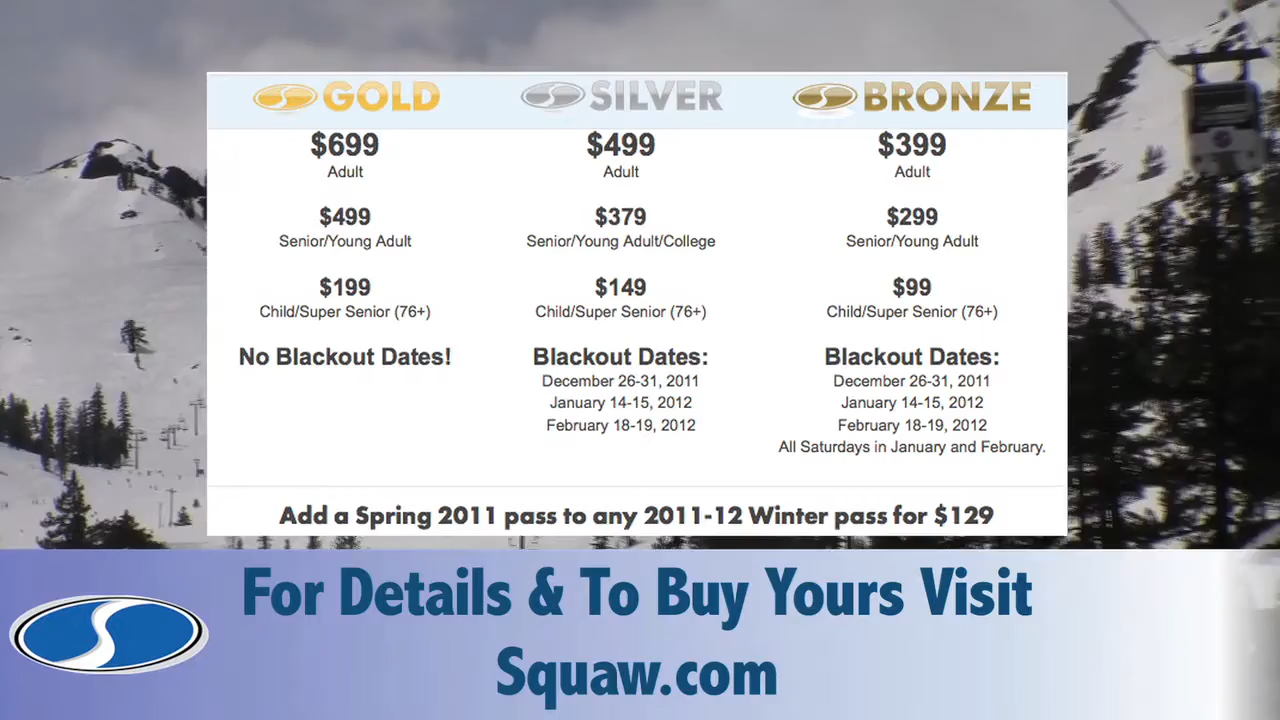 GOLD SILVER BRONZE
$699 $499 $399
Adult Adult Adult
$499 $379 $299
Senior/Young Adult Senior/Young Adult/College Senior/Young Adult
$199 $149 $99
Child/Super Senior (76+) Child/Super Senior (76+) Child/Super Senior (76+)
No Blackout Dates! Blackout Dates: Blackout Dates:
December 26-31, 2011 December 26-31, 2011
January 14-15, 2012 January 14-15, 2012
February 18-19, 2012 February 18-19, 2012
All Saturdays in January and February.
Add a Spring 2011 pass to any 2011-12 Winter pass for $129
For Details & To Buy Yours Visit
Squaw.com